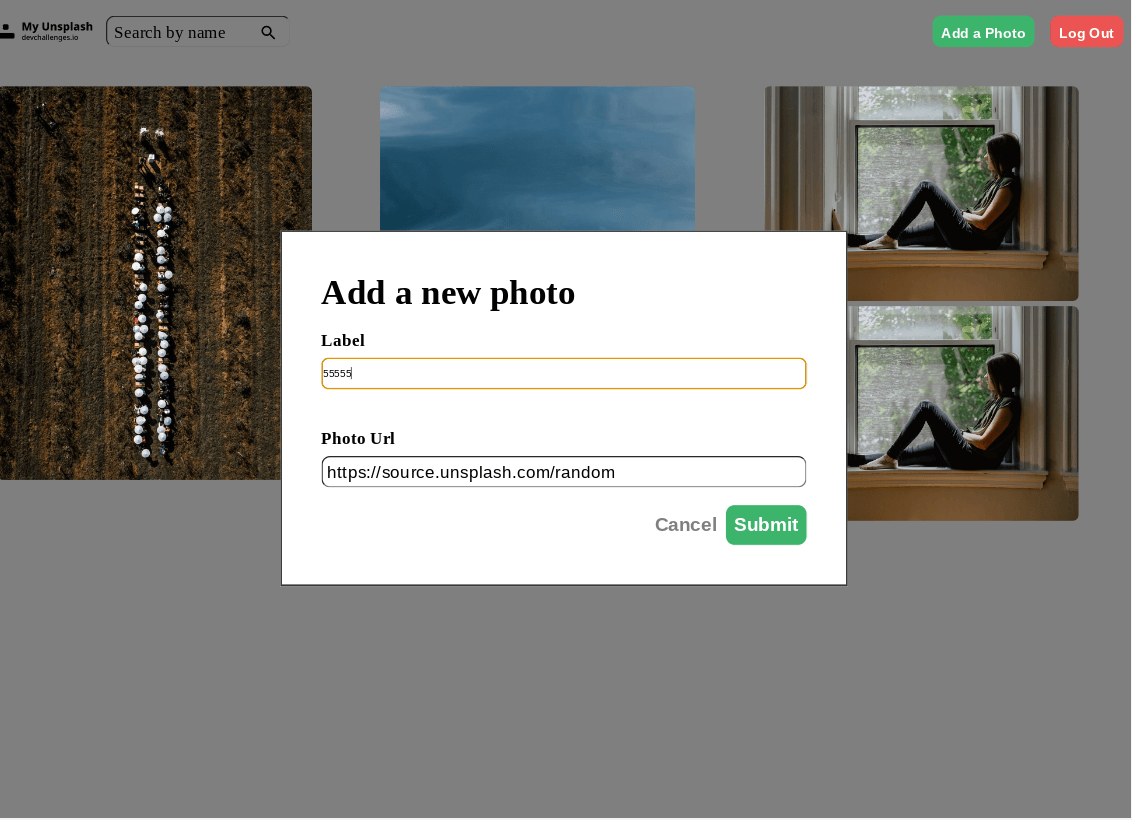 My Unsplash
devchallenges.io
Search by name
Add a Photo
Log Out
Add a new photo
Label
55555
Photo Url
https://source.unsplash.com/random
Cancel
Submit